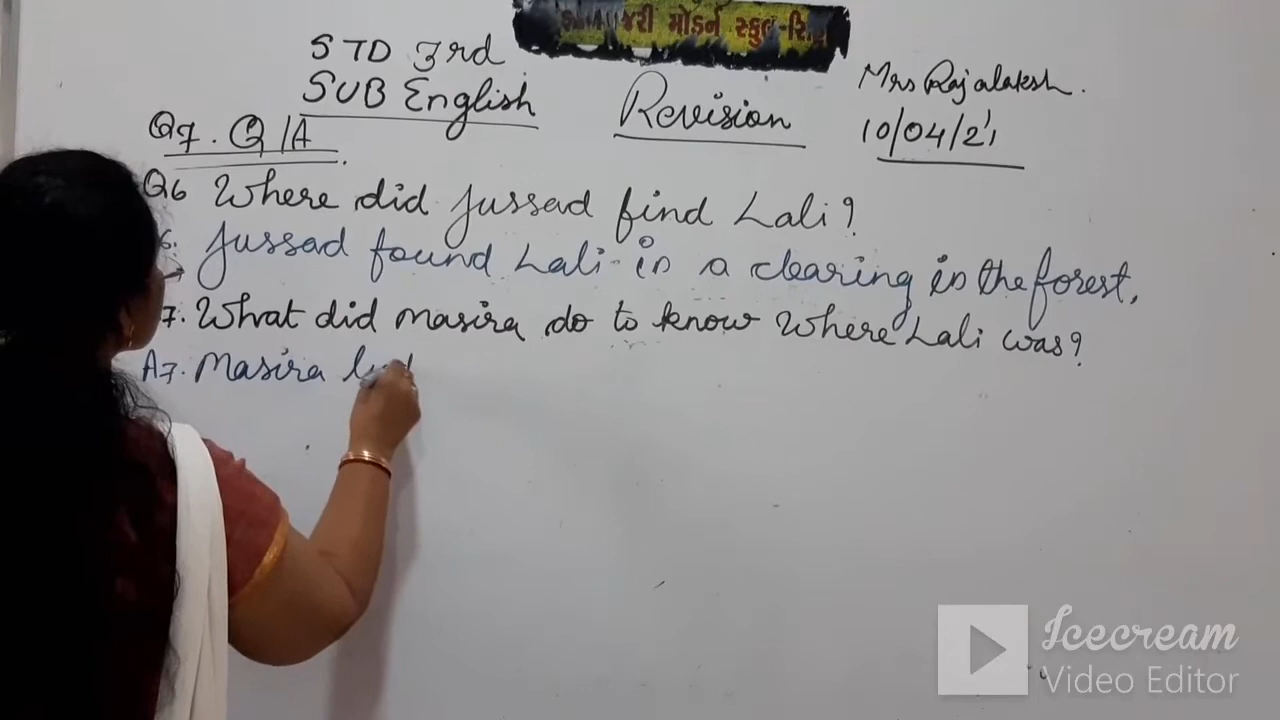 મોડર્ન સ્કુલ
STD 3rd
SUB English
Revision
Mrs Rajalaksh.
10/04/21
Q7. Q/A
Q6 Where did Jussad find Lali?
6. Jussad found Lali in a clearing in the forest.
7. What did Masira do to know Where Lali was?
A7. Masira
Icecream
Video Editor